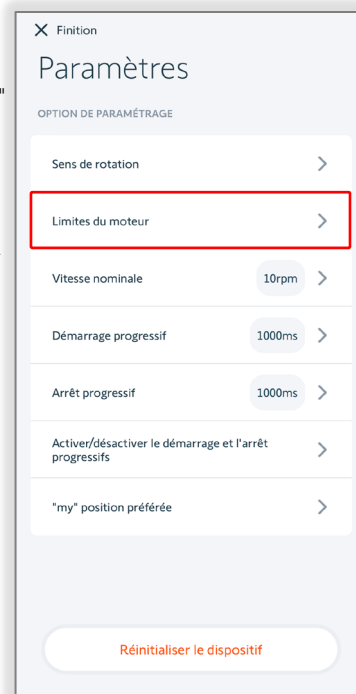 Finition
Paramètres
OPTION DE PARAMÉTRAGE
Sens de rotation
Limites du moteur
Vitesse nominale 10rpm
Démarrage progressif 1000ms
Arrêt progressif 1000ms
Activer/désactiver le démarrage et l'arrêt
progressifs
"my" position préférée
Réinitialiser le dispositif